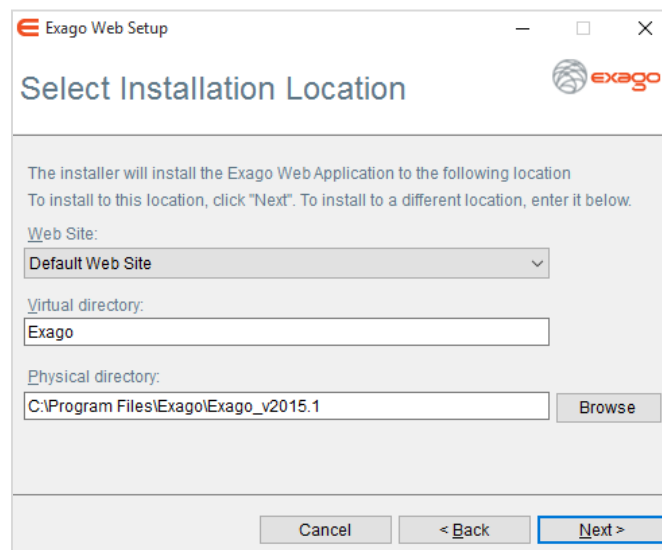 Exago Web Setup
Select Installation Location
exago
The installer will install the Exago Web Application to the following location
To install to this location, click "Next". To install to a different location, enter it below.
Web Site:
Default Web Site
Virtual directory:
Exago
Physical directory:
C:\Program Files\Exago\Exago_v2015.1
Browse
Cancel
< Back
Next >